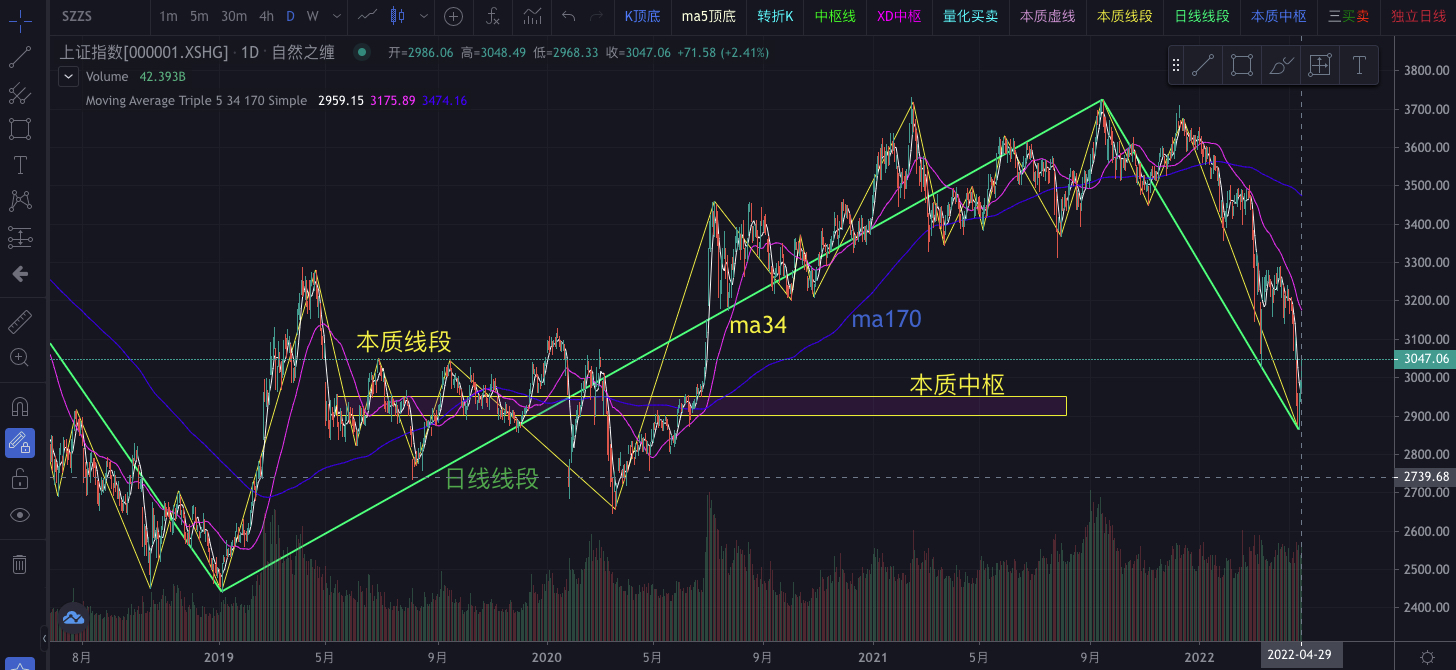 SZZS 1m 5m 30m 4h D W K顶底 ma5顶底 转折K 中枢线 XD中枢 量化买卖 本质虚线 本质线段 日线线段 本质中枢 三买卖 独立日线
上证指数[000001.XSHG] · 1D · 自然之缠 开=2986.06 高=3048.49 低=2968.33 收=3047.06 +71.58 (+2.41%)
Volume 42.393B
Moving Average Triple 5 34 170 Simple 2959.15 3175.89 3474.16
3800.00
3700.00
3600.00
3500.00
3400.00
3300.00
3200.00
ma34
ma170
3100.00
本质线段
3047.06
3000.00
本质中枢
2900.00
2800.00
日线线段
2739.68
2700.00
2600.00
2500.00
2400.00
8月 2019 5月 9月 2020 5月 9月 2021 5月 9月 2022 2022-04-29